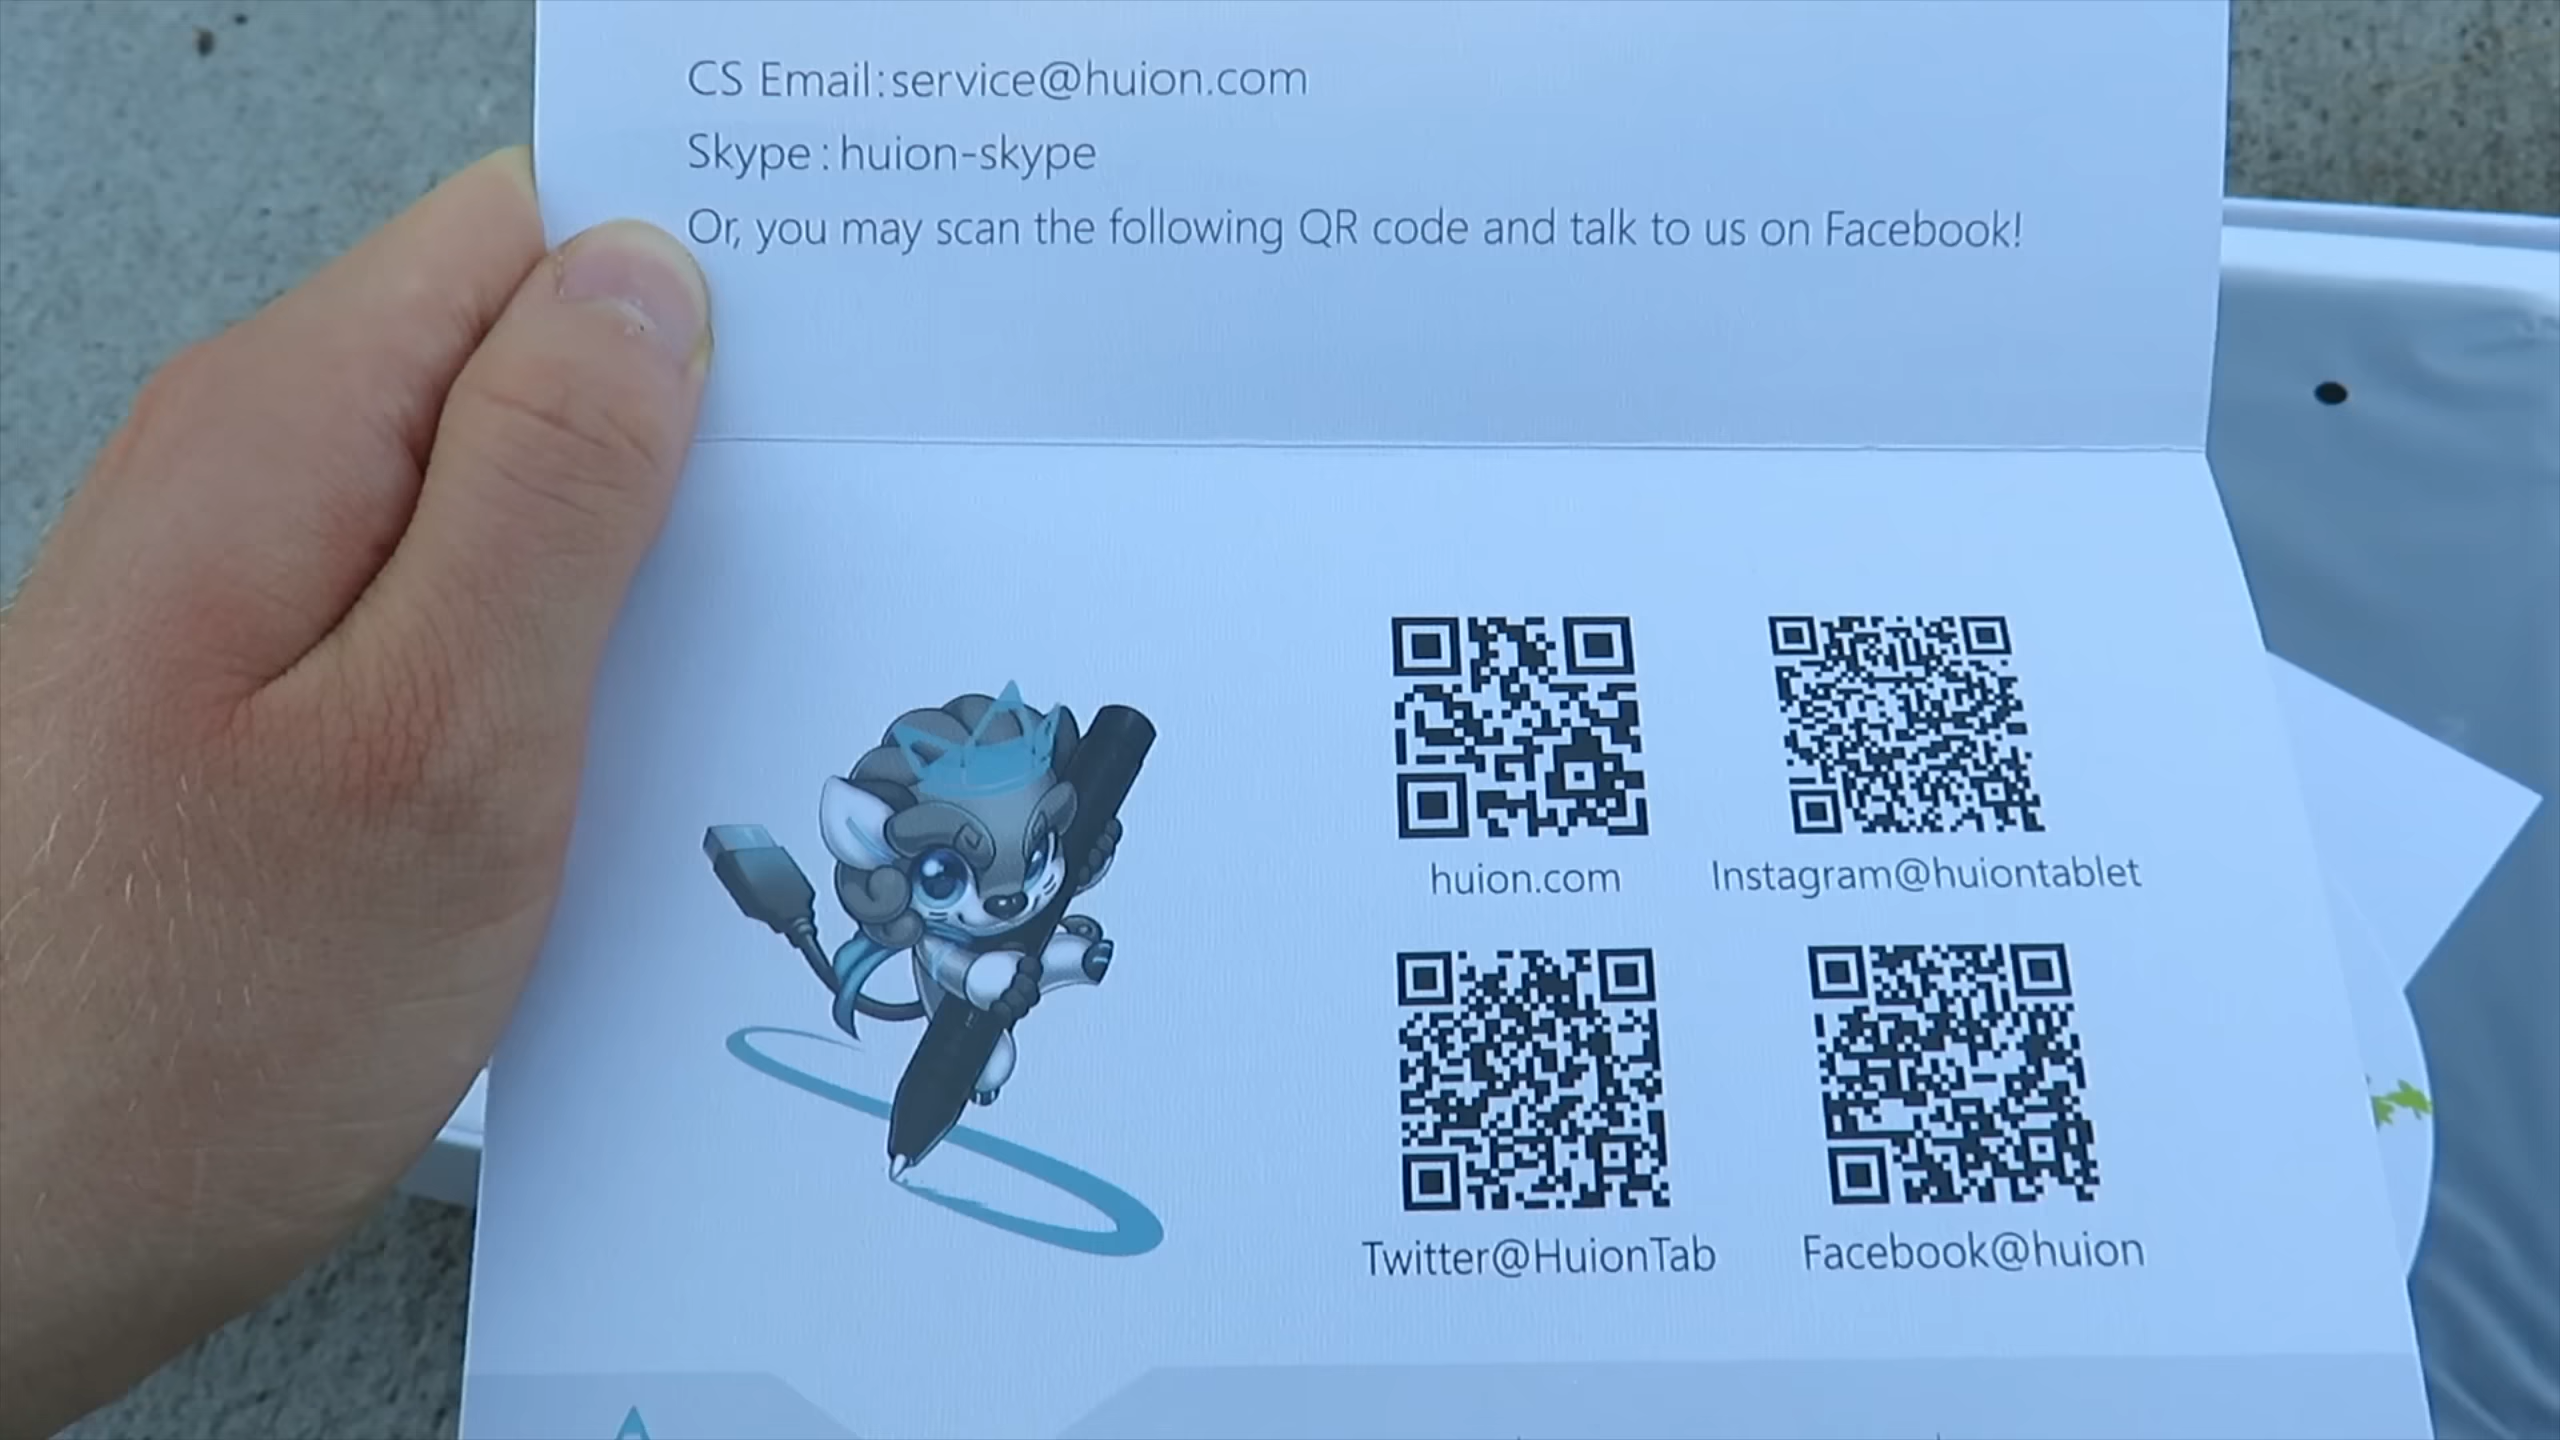 CS Email:service@huion.com
Skype : huion-skype
Or, you may scan the following QR code and talk to us on Facebook!
huion.com
Instagram@huiontablet
Twitter@HuionTab
Facebook@huion